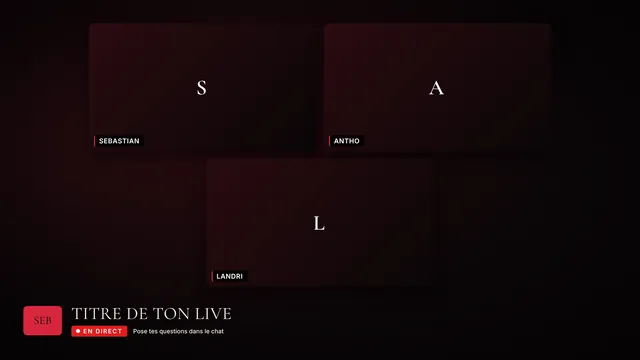 S
A
SEBASTIAN
ANTHO
L
LANDRI
SEB
TITRE DE TON LIVE
EN DIRECT
Pose tes questions dans le chat